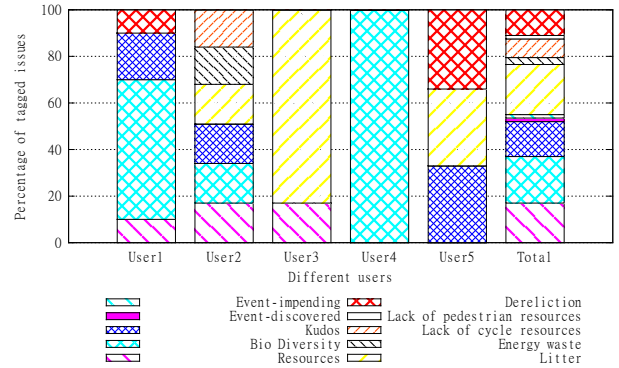 100
80
60
40
20
0
Percentage of tagged issues
User1 User2 User3 User4 User5 Total
Different users
Event-impending Dereliction
Event-discovered Lack of pedestrian resources
Kudos Lack of cycle resources
Bio Diversity Energy waste
Resources Litter